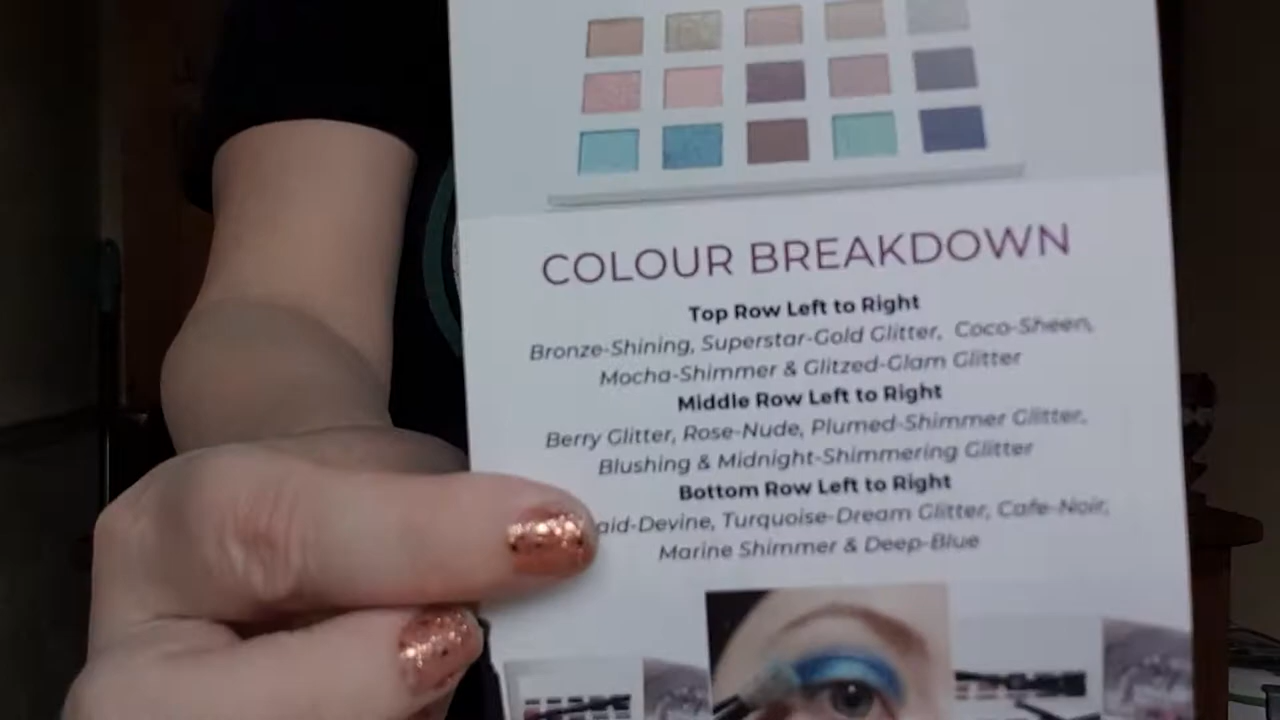 COLOUR BREAKDOWN
Top Row Left to Right
Bronze-Shining, Superstar-Gold Glitter, Coco-Sheen,
Mocha-Shimmer & Glitzed-Glam Glitter
Middle Row Left to Right
Berry Glitter, Rose-Nude, Plumed-Shimmer Glitter,
Blushing & Midnight-Shimmering Glitter
Bottom Row Left to Right
aid-Devine, Turquoise-Dream Glitter, Cafe-Noir,
Marine Shimmer & Deep-Blue